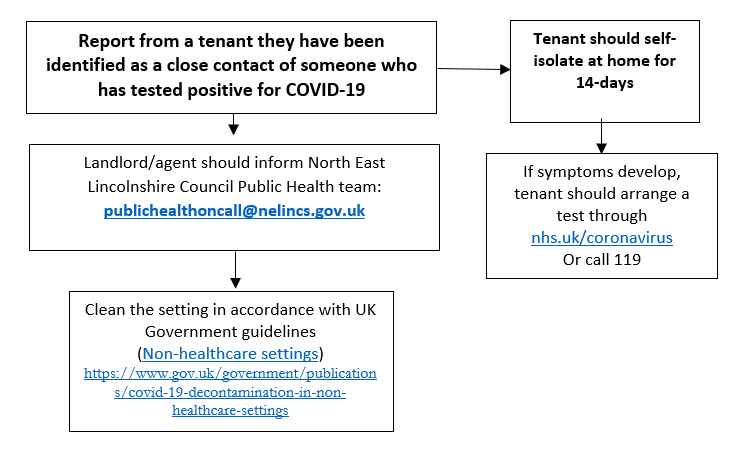 Report from a tenant they have been
identified as a close contact of someone who
has tested positive for COVID-19
Tenant should self-
isolate at home for
14-days
Landlord/agent should inform North East
Lincolnshire Council Public Health team:
publichealthoncall@nelincs.gov.uk
If symptoms develop,
tenant should arrange a
test through
nhs.uk/coronavirus
Or call 119
Clean the setting in accordance with UK
Government guidelines
(Non-healthcare settings)
https://www.gov.uk/government/publication
s/covid-19-decontamination-in-non-
healthcare-settings